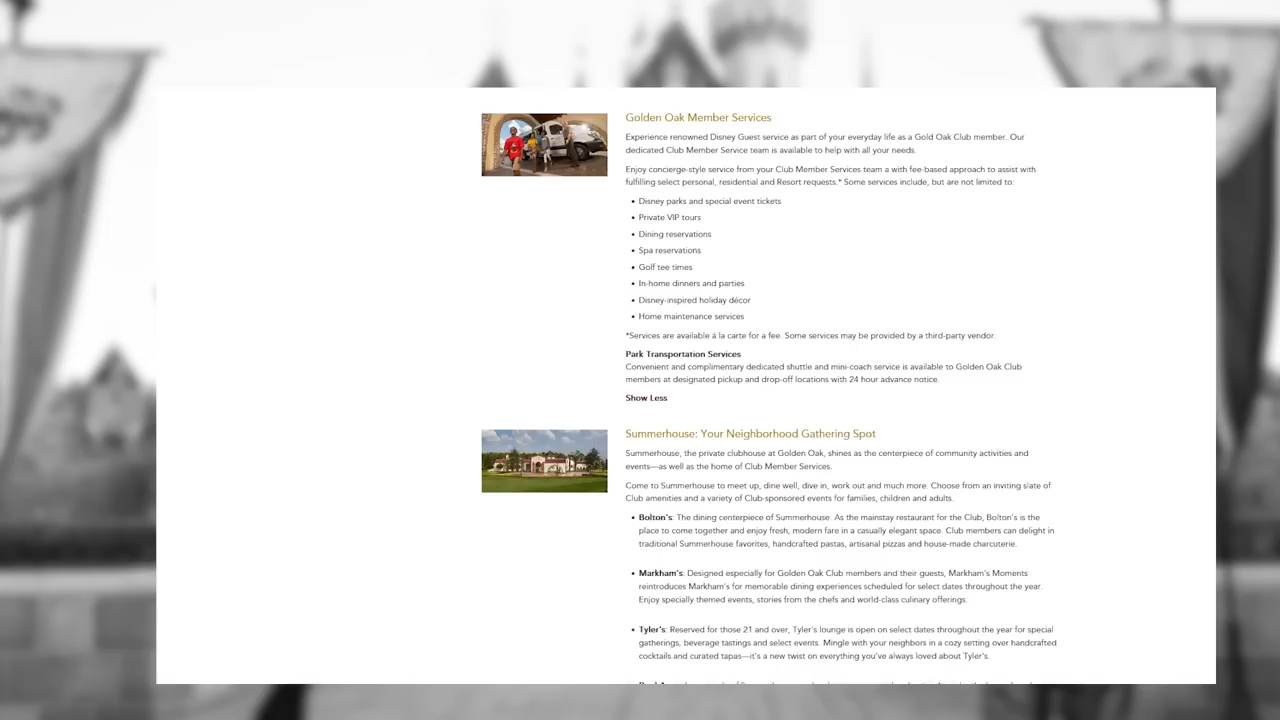 Golden Oak Member Services
Experience renowned Disney Guest service as part of your everyday life as a Gold Oak Club member. Our
dedicated Club Member Service team is available to help with all your needs.
Enjoy concierge-style service from your Club Member Services team a with fee-based approach to assist with
fulfilling select personal, residential and Resort requests.* Some services include, but are not limited to:
• Disney parks and special event tickets
• Private VIP tours
• Dining reservations
• Spa reservations
• Golf tee times
• In-home dinners and parties
• Disney-inspired holiday décor
• Home maintenance services
*Services are available á la carte for a fee. Some services may be provided by a third-party vendor.
Park Transportation Services
Convenient and complimentary dedicated shuttle and mini-coach service is available to Golden Oak Club
members at designated pickup and drop-off locations with 24 hour advance notice.
Show Less
Summerhouse: Your Neighborhood Gathering Spot
Summerhouse, the private clubhouse at Golden Oak, shines as the centerpiece of community activities and
events—as well as the home of Club Member Services.
Come to Summerhouse to meet up, dine well, dive in, work out and much more. Choose from an inviting slate of
Club amenities and a variety of Club-sponsored events for families, children and adults.
• Bolton's: The dining centerpiece of Summerhouse. As the mainstay restaurant for the Club, Bolton's is the
place to come together and enjoy fresh, modern fare in a casually elegant space. Club members can delight in
traditional Summerhouse favorites, handcrafted pastas, artisanal pizzas and house-made charcuterie.
• Markham's: Designed especially for Golden Oak Club members and their guests, Markham's Moments
reintroduces Markham's for memorable dining experiences scheduled for select dates throughout the year.
Enjoy specially themed events, stories from the chefs and world-class culinary offerings.
• Tyler's: Reserved for those 21 and over, Tyler's lounge is open on select dates throughout the year for special
gatherings, beverage tastings and select events. Mingle with your neighbors in a cozy setting over handcrafted
cocktails and curated tapas—it's a new twist on everything you've always loved about Tyler's.